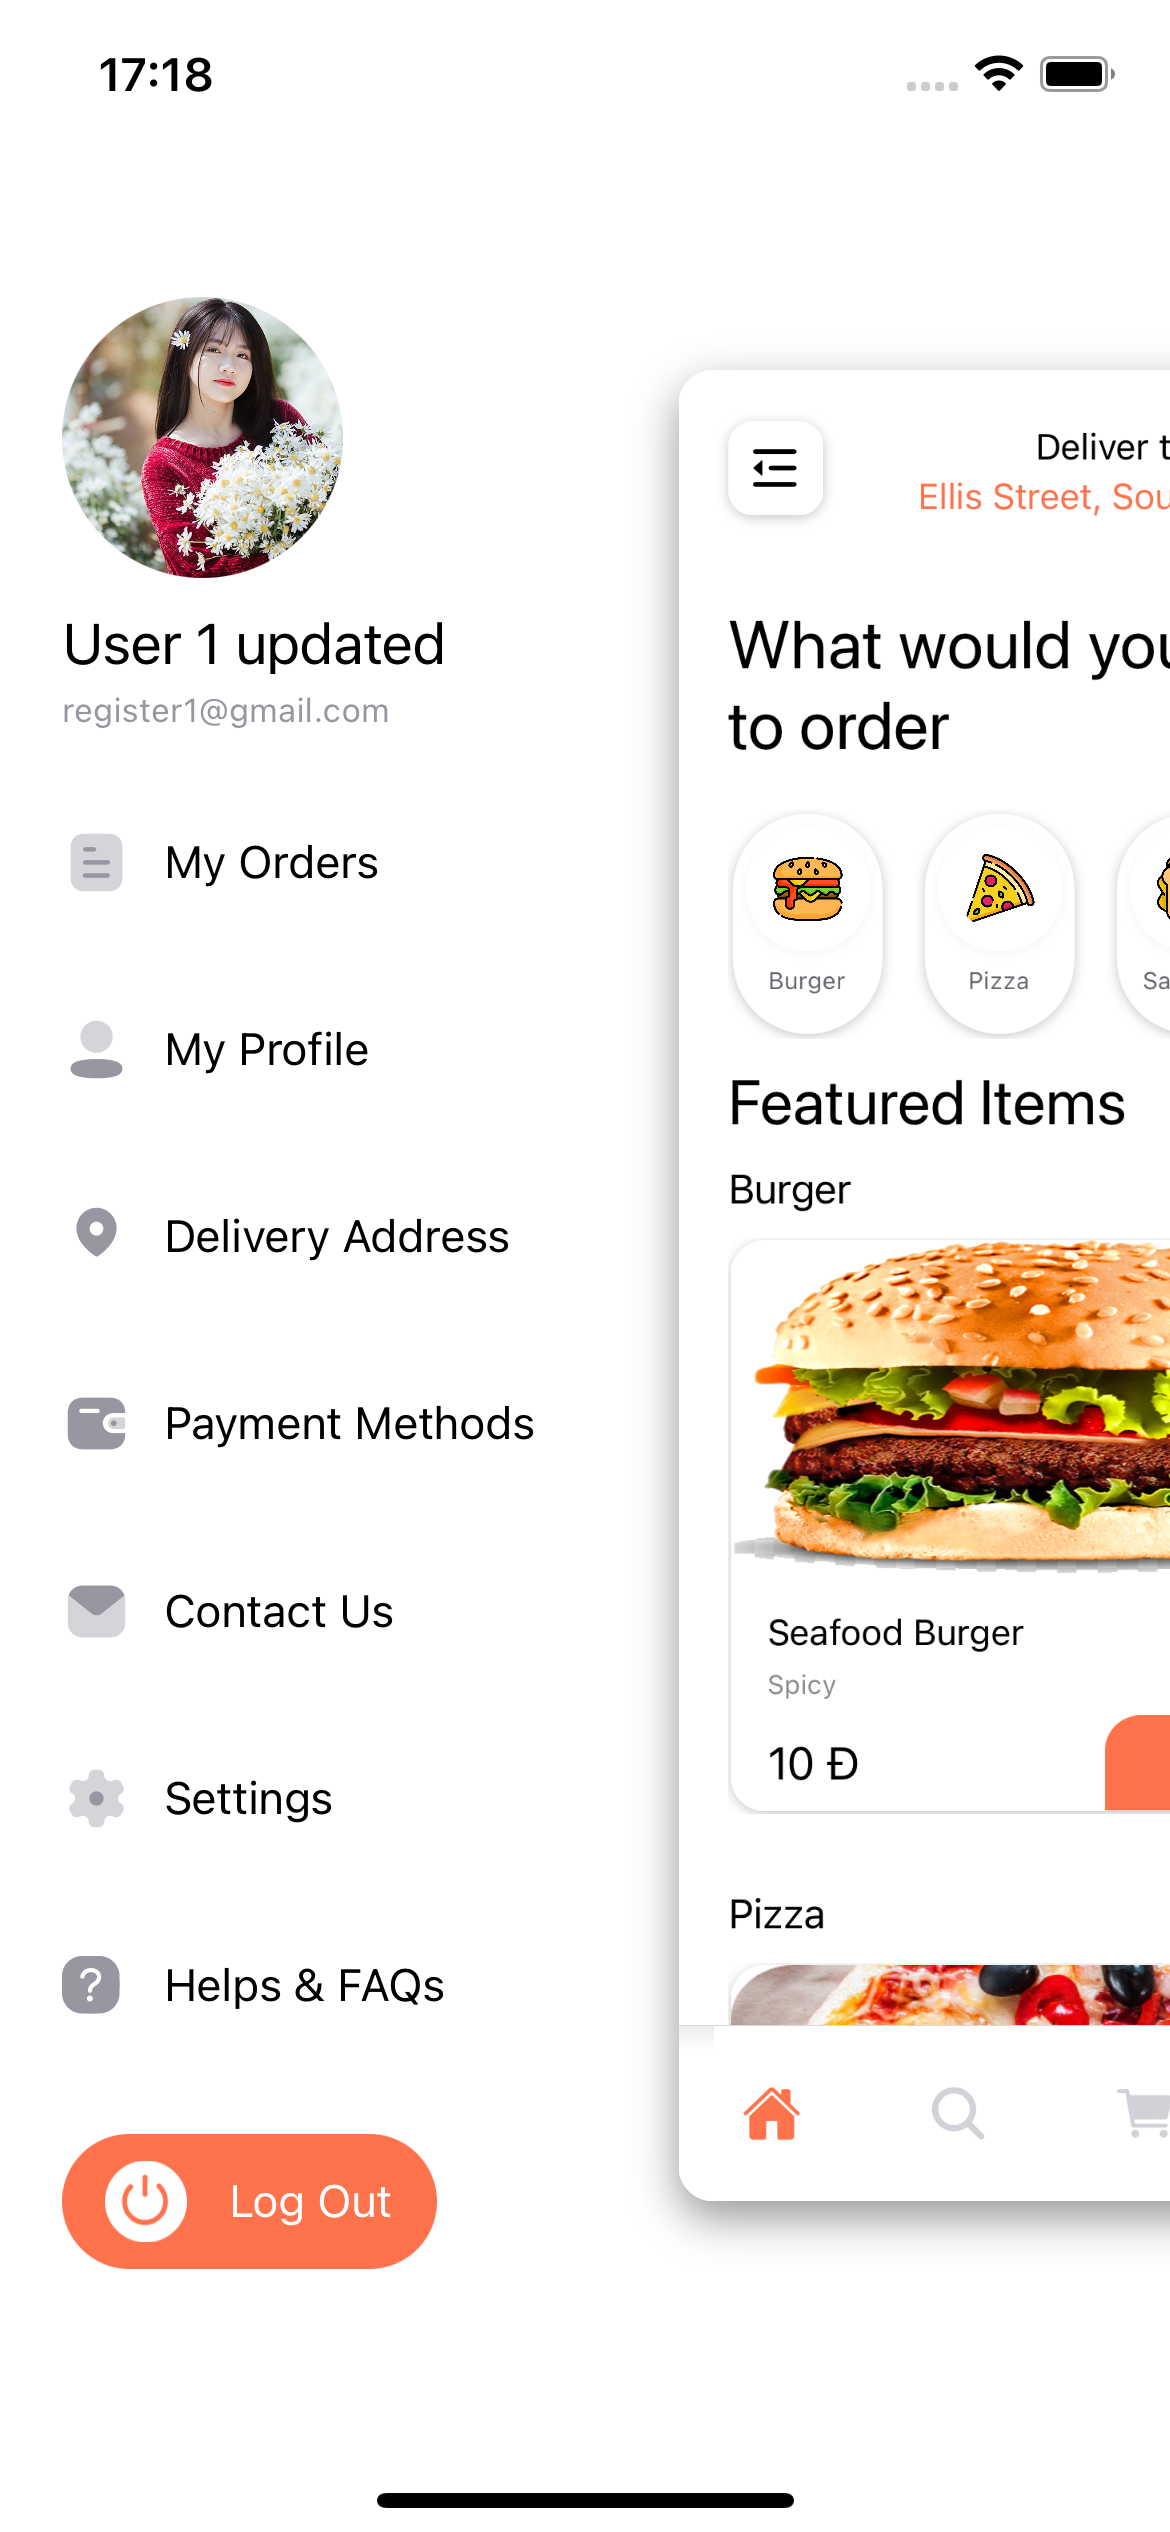 17:18
User 1 updated
register1@gmail.com
My Orders
My Profile
Delivery Address
Payment Methods
Contact Us
Settings
? Helps & FAQs
Log Out
Deliver t
Ellis Street, Sou
What would you
to order
Burger
Pizza
Sa
Featured Items
Burger
Seafood Burger
Spicy
10 Đ
Pizza